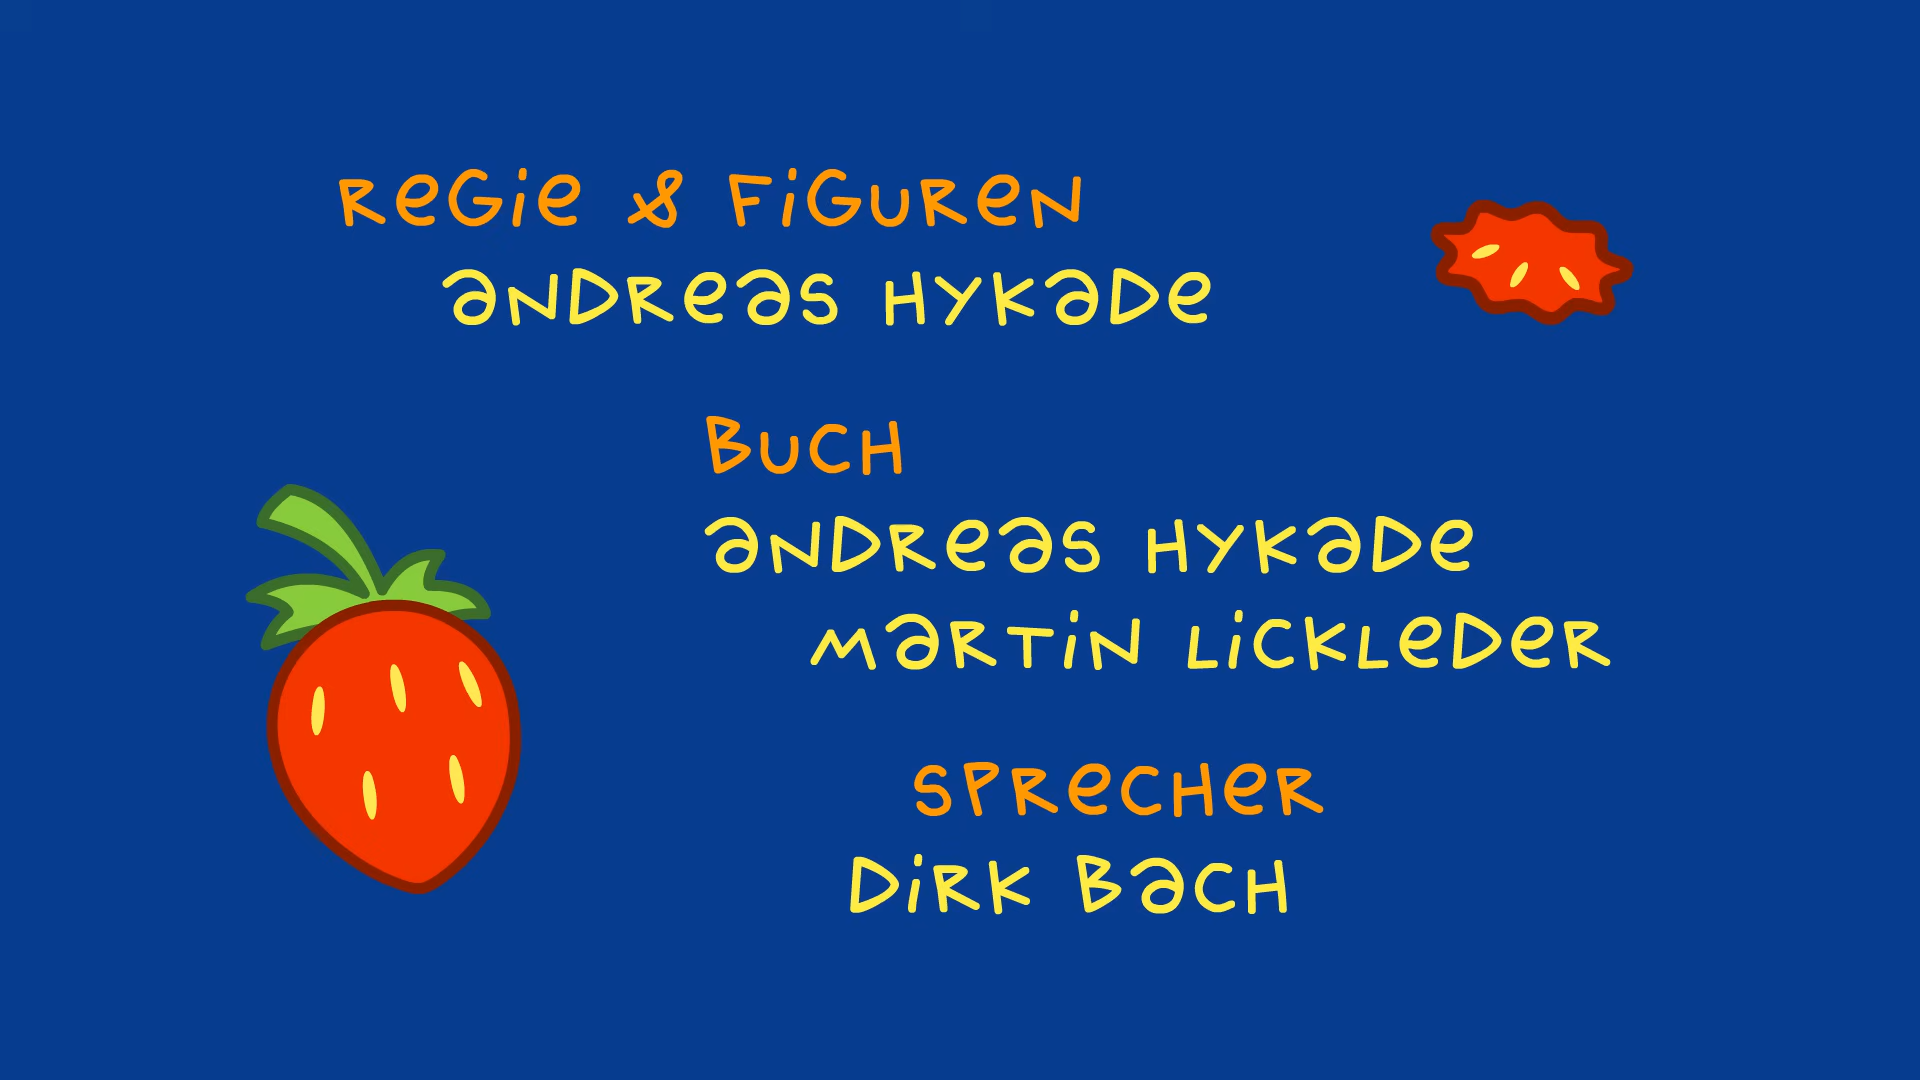 Regie & Figuren
Andreas Hykade
Buch
Andreas Hykade
Martin Lickleder
Sprecher
Dirk Bach